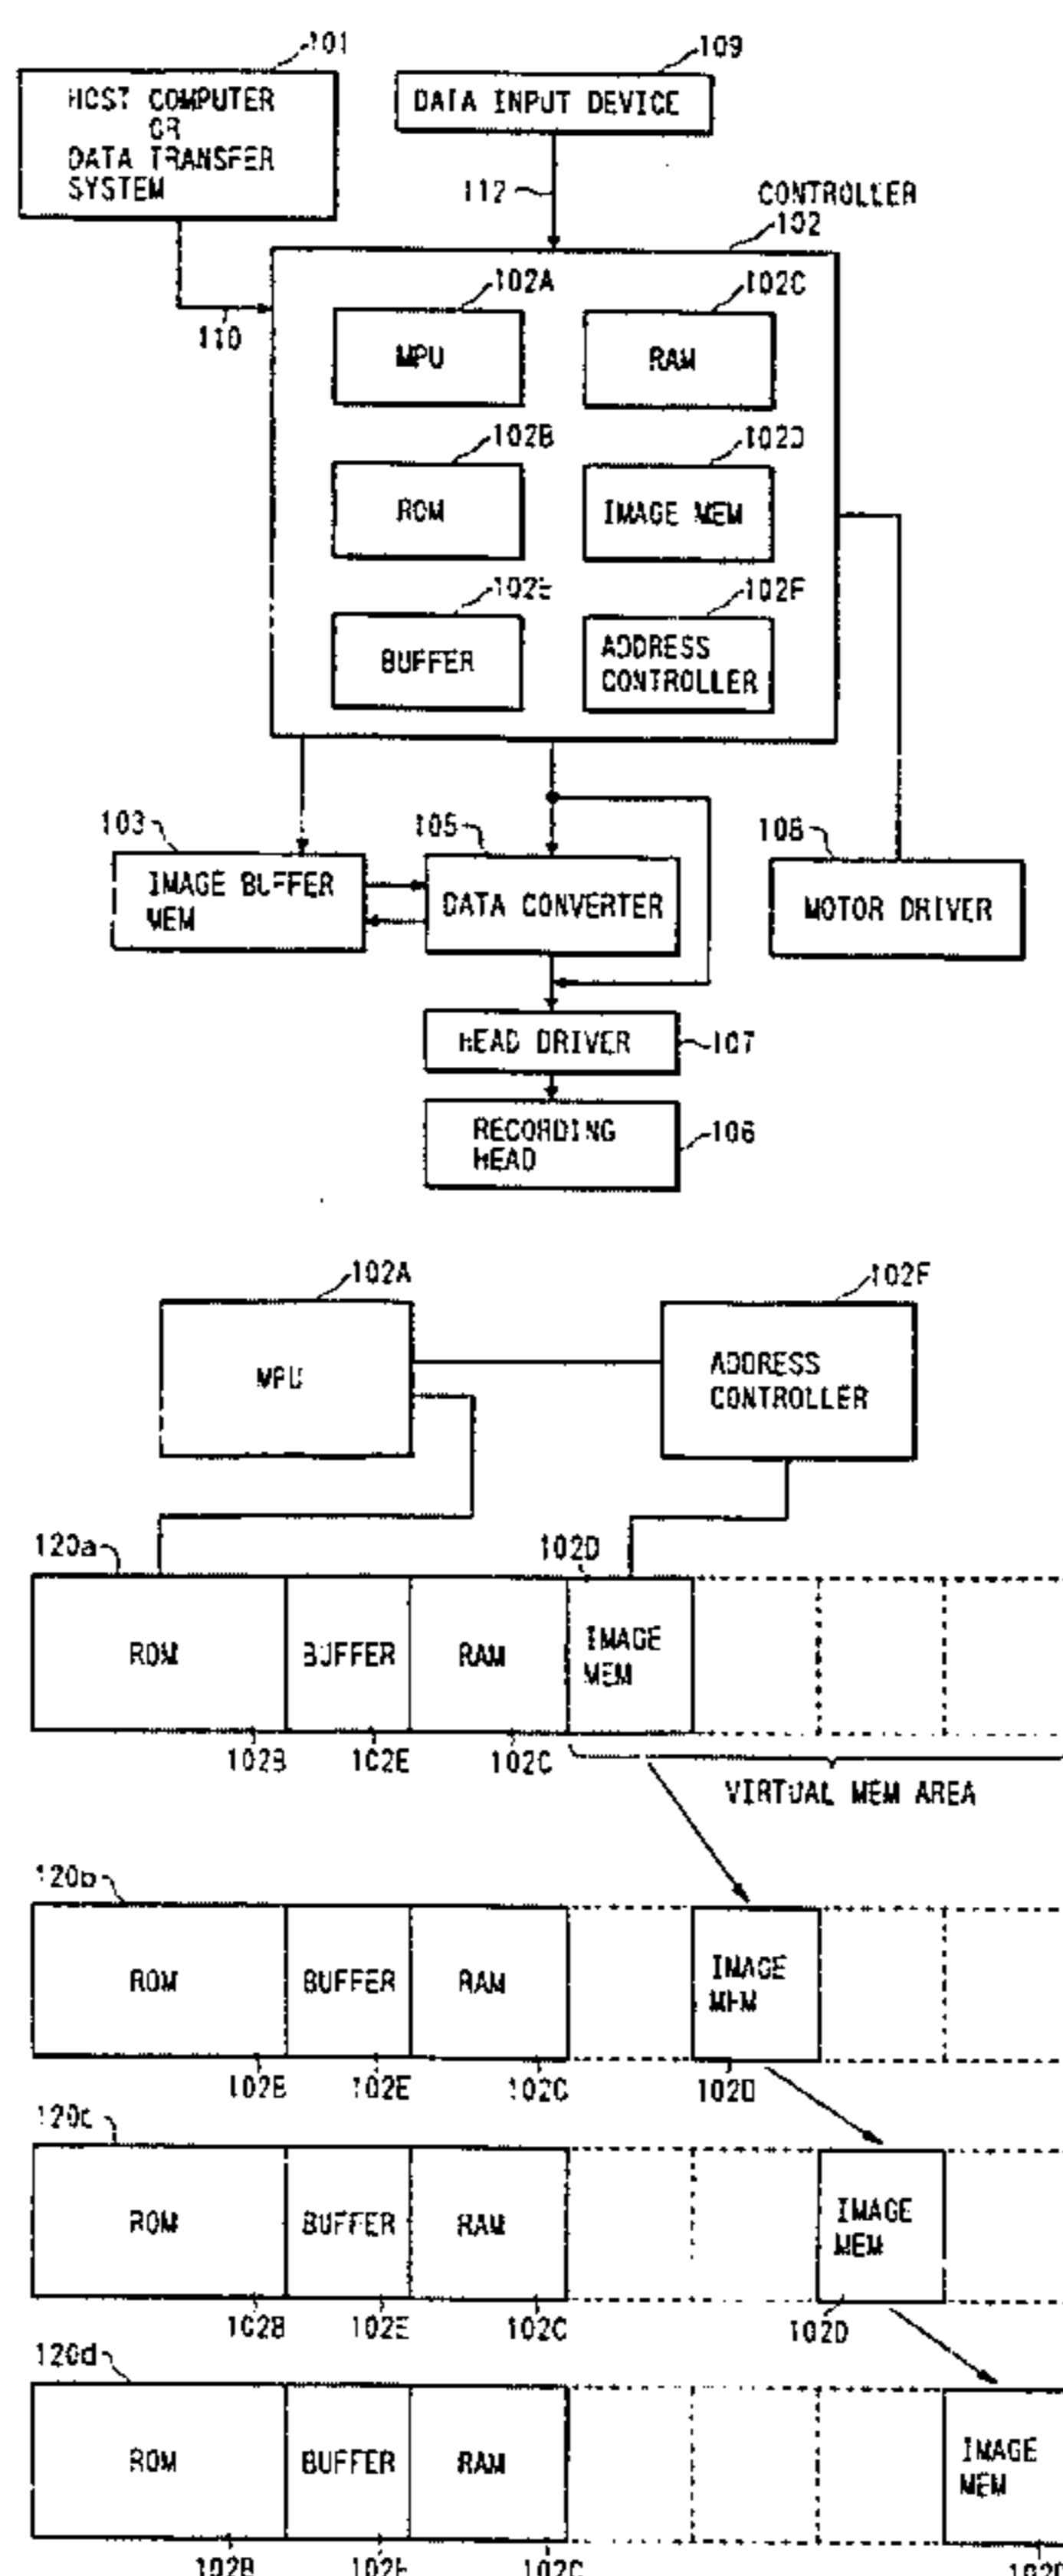 101
HOST COMPUTER
OR
DATA TRANSFER
SYSTEM
109
DATA INPUT DEVICE
112
CONTROLLER
102
110
102A
MPU
102C
RAM
102B
ROM
102D
IMAGE MEM
102E
BUFFER
102F
ADDRESS
CONTROLLER
103
IMAGE BUFFER
MEM
105
DATA CONVERTER
108
MOTOR DRIVER
HEAD DRIVER
107
RECORDING
HEAD
106
102A
MPU
102F
ADDRESS
CONTROLLER
120a
102D
ROM
BUFFER
RAM
IMAGE
MEM
102B
102E
102C
VIRTUAL MEM AREA
120b
ROM
BUFFER
RAM
IMAGE
MEM
102B
102E
102C
102D
120c
ROM
BUFFER
RAM
IMAGE
MEM
102B
102E
102C
102D
120d
ROM
BUFFER
RAM
IMAGE
MEM
102B
102E
102C